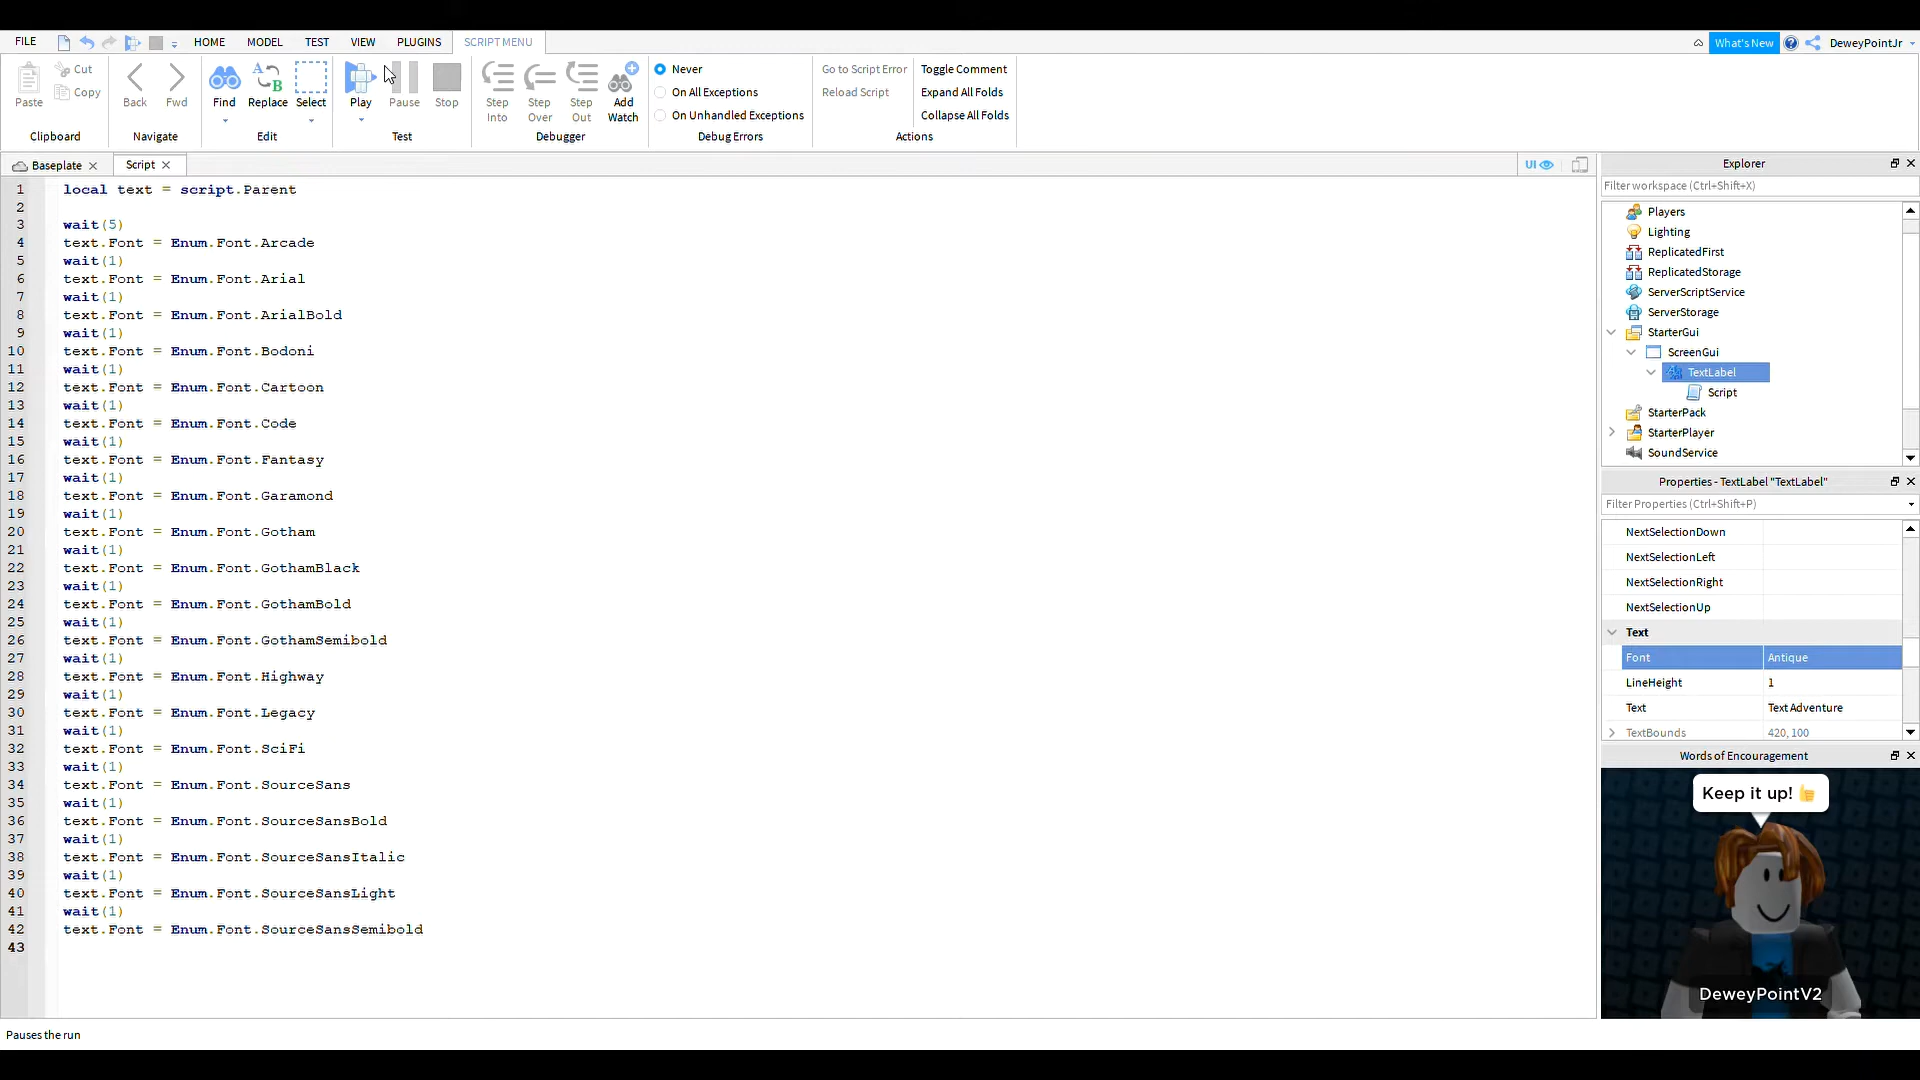 FILE HOME MODEL TEST VIEW PLUGINS SCRIPT MENU What's New DeweyPointJr
Paste Cut Copy Clipboard
Back Fwd Navigate
Find Replace Select Edit
Play Pause Stop Test
Step Into Step Over Step Out Add Watch Debugger
Never
On All Exceptions
On Unhandled Exceptions
Debug Errors
Go to Script Error
Reload Script
Toggle Comment
Expand All Folds
Collapse All Folds
Actions
Baseplate Script
UI
1 local text = script.Parent
2
3 wait(5)
4 text.Font = Enum.Font.Arcade
5 wait(1)
6 text.Font = Enum.Font.Arial
7 wait(1)
8 text.Font = Enum.Font.ArialBold
9 wait(1)
10 text.Font = Enum.Font.Bodoni
11 wait(1)
12 text.Font = Enum.Font.Cartoon
13 wait(1)
14 text.Font = Enum.Font.Code
15 wait(1)
16 text.Font = Enum.Font.Fantasy
17 wait(1)
18 text.Font = Enum.Font.Garamond
19 wait(1)
20 text.Font = Enum.Font.Gotham
21 wait(1)
22 text.Font = Enum.Font.GothamBlack
23 wait(1)
24 text.Font = Enum.Font.GothamBold
25 wait(1)
26 text.Font = Enum.Font.GothamSemibold
27 wait(1)
28 text.Font = Enum.Font.Highway
29 wait(1)
30 text.Font = Enum.Font.Legacy
31 wait(1)
32 text.Font = Enum.Font.SciFi
33 wait(1)
34 text.Font = Enum.Font.SourceSans
35 wait(1)
36 text.Font = Enum.Font.SourceSansBold
37 wait(1)
38 text.Font = Enum.Font.SourceSansItalic
39 wait(1)
40 text.Font = Enum.Font.SourceSansLight
41 wait(1)
42 text.Font = Enum.Font.SourceSansSemibold
43
Explorer
Filter workspace (Ctrl+Shift+X)
Players
Lighting
ReplicatedFirst
ReplicatedStorage
ServerScriptService
ServerStorage
StarterGui
ScreenGui
TextLabel
Script
StarterPack
StarterPlayer
SoundService
Properties - TextLabel "TextLabel"
Filter Properties (Ctrl+Shift+P)
NextSelectionDown
NextSelectionLeft
NextSelectionRight
NextSelectionUp
Text
Font Antique
LineHeight 1
Text Text Adventure
TextBounds 420, 100
Words of Encouragement
Keep it up! 👍
DeweyPointV2
Pauses the run